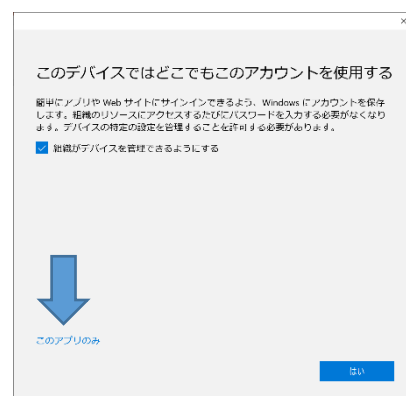 このデバイスではどこでもこのアカウントを使用する
簡単にアプリや Web サイトにサインインできるよう、Windows にアカウントを保存
します。組織のリソースにアクセスするたびにパスワードを入力する必要がなくなり
ます。デバイスの特定の設定を管理することを許可する必要があります。
組織がデバイスを管理できるようにする
このアプリのみ
はい